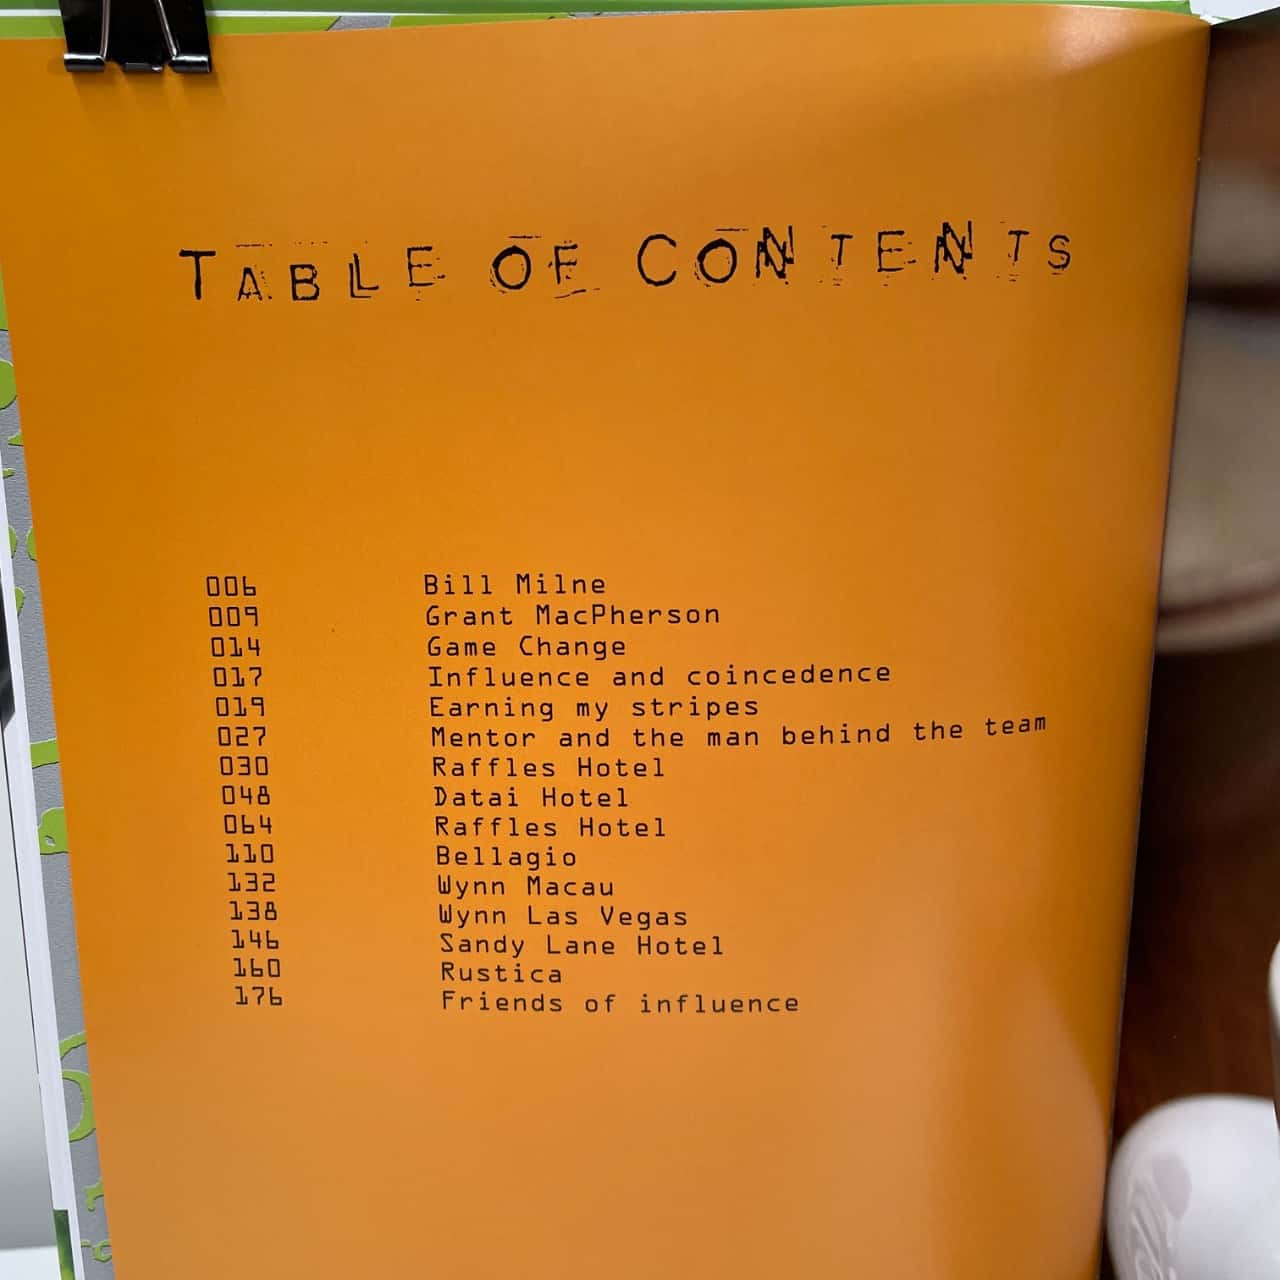 TABLE OF CONTENTS
006 Bill Milne
009 Grant MacPherson
014 Game Change
017 Influence and coincedence
019 Earning my stripes
027 Mentor and the man behind the team
030 Raffles Hotel
048 Datai Hotel
064 Raffles Hotel
110 Bellagio
132 Wynn Macau
138 Wynn Las Vegas
146 Sandy Lane Hotel
160 Rustica
176 Friends of influence